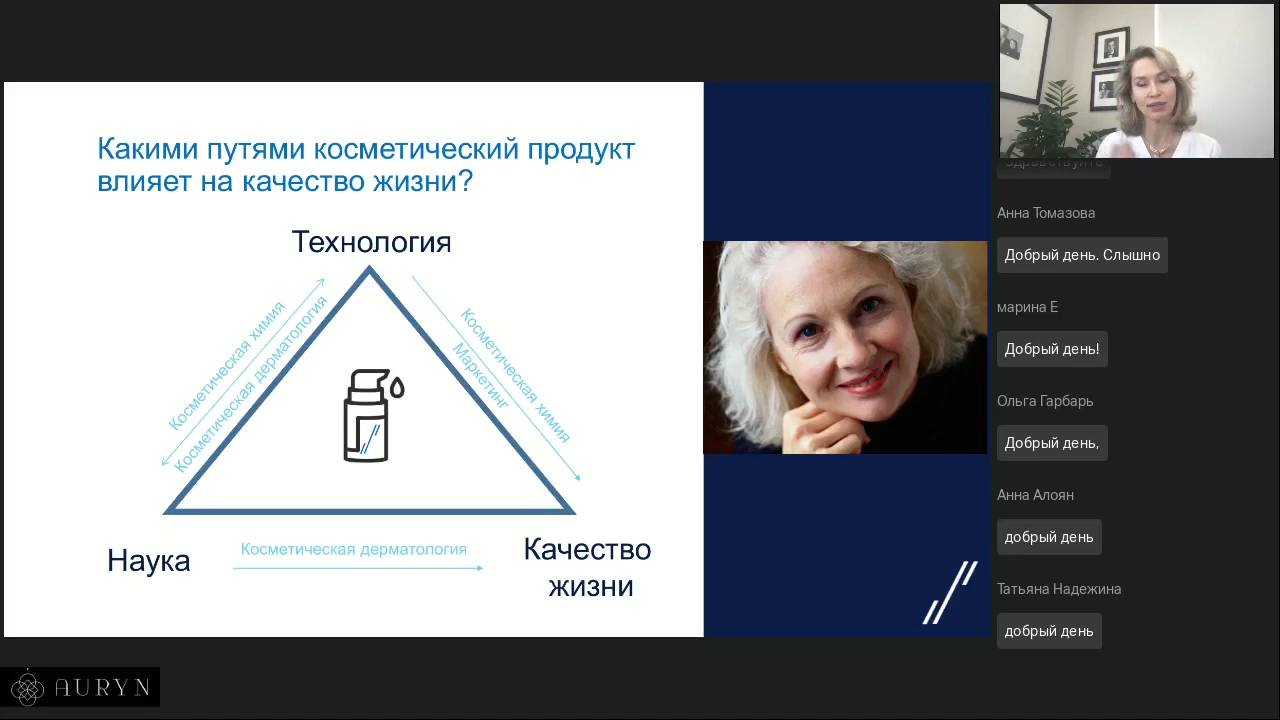 Какими путями косметический продукт
влияет на качество жизни?
Технология
Косметическая химия
Косметическая дерматология
Косметическая химия
Маркетинг
Наука
Косметическая дерматология
Качество
жизни
AURYN
здравствуйте
Анна Томазова
Добрый день. Слышно
марина Е
Добрый день!
Ольга Гарбарь
Добрый день,
Анна Алоян
добрый день
Татьяна Надежина
добрый день